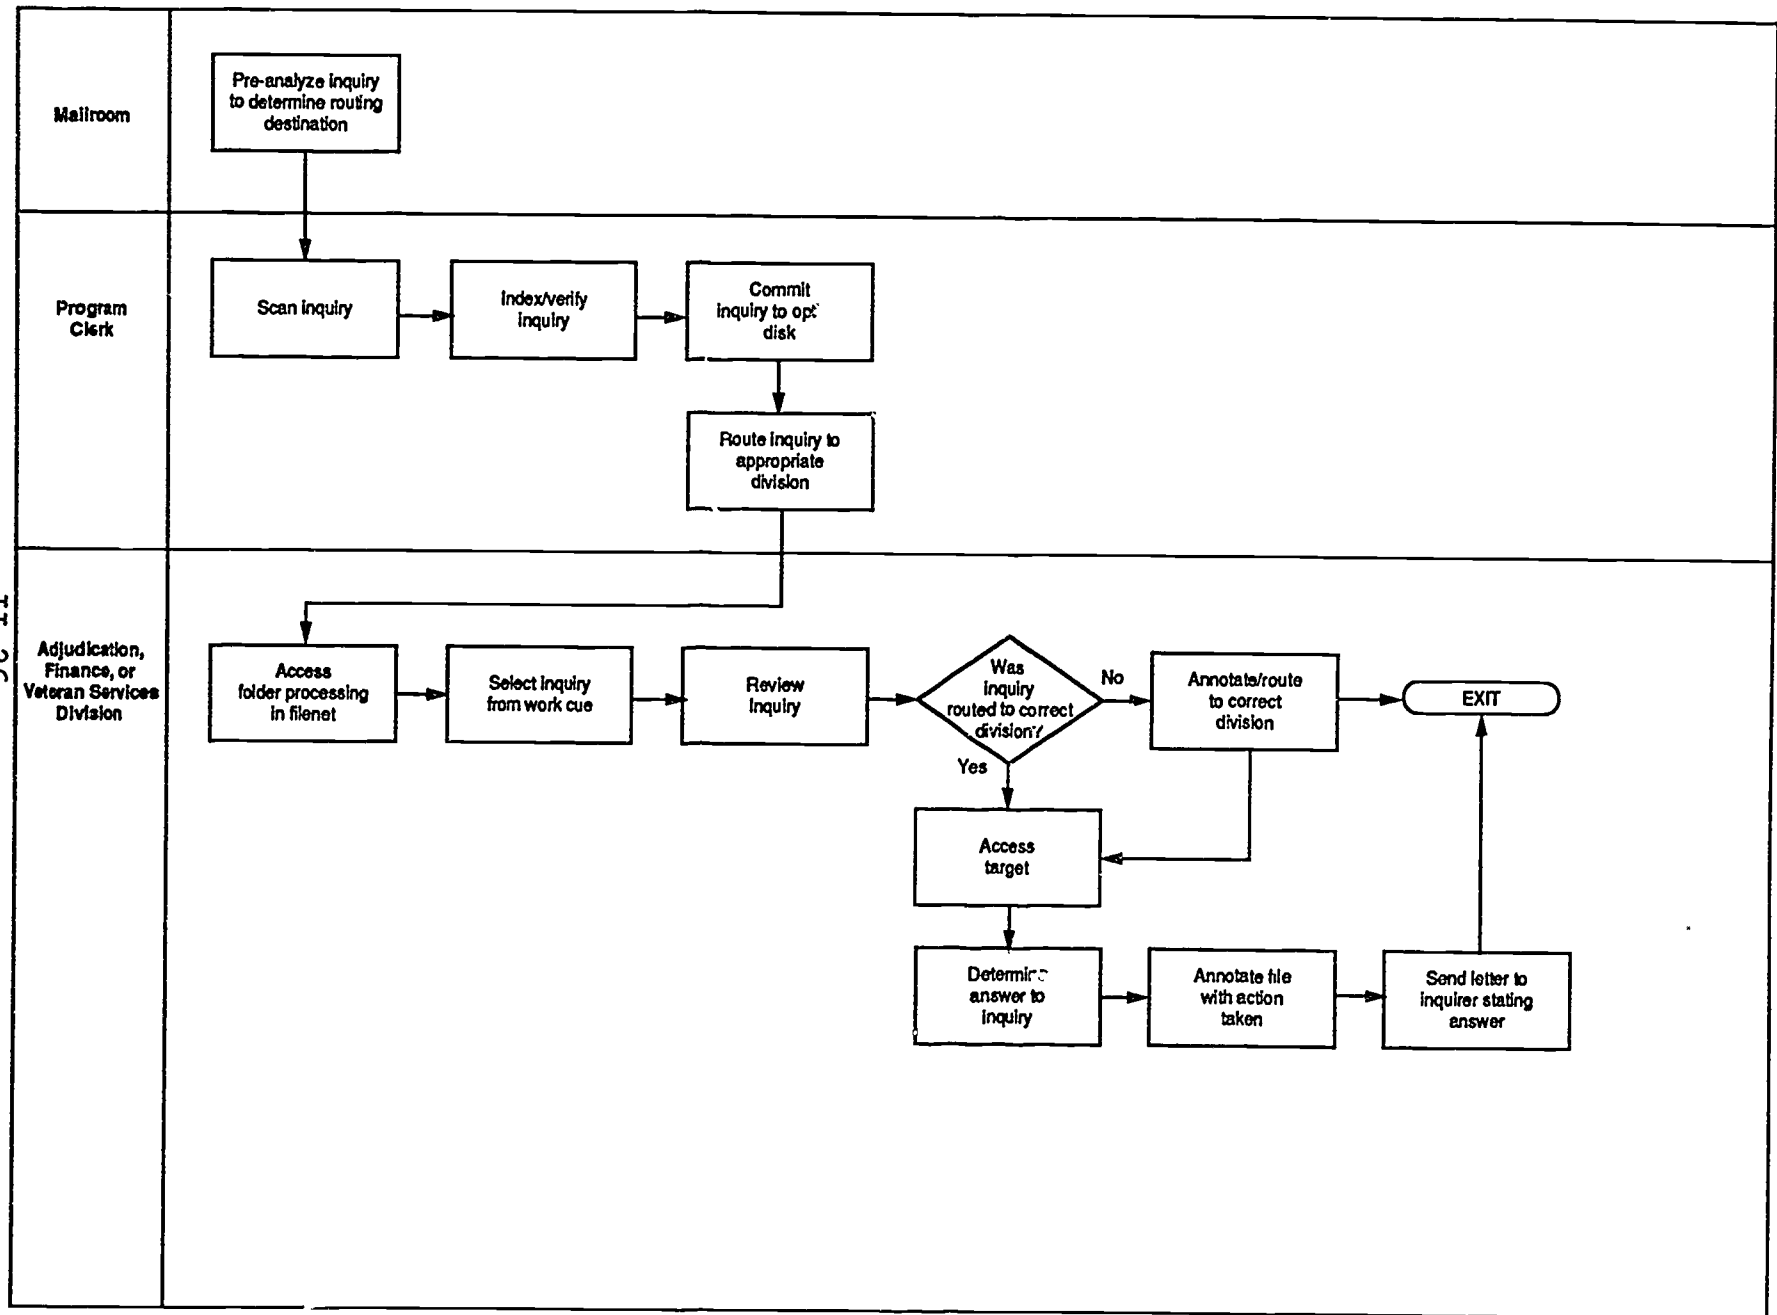 Mailroom
Pre-analyze inquiry
to determine routing
destination
Program
Clerk
Scan inquiry
Index/verify
inquiry
Commit
inquiry to opt
disk
Route inquiry to
appropriate
division
Adjudication,
Finance, or
Veteran Services
Division
Access
folder processing
in filenet
Select inquiry
from work cue
Review
Inquiry
Was
inquiry
routed to correct
division?
No
Yes
Annotate/route
to correct
division
EXIT
Access
target
Determine
answer to
inquiry
Annotate file
with action
taken
Send letter to
inquirer stating
answer